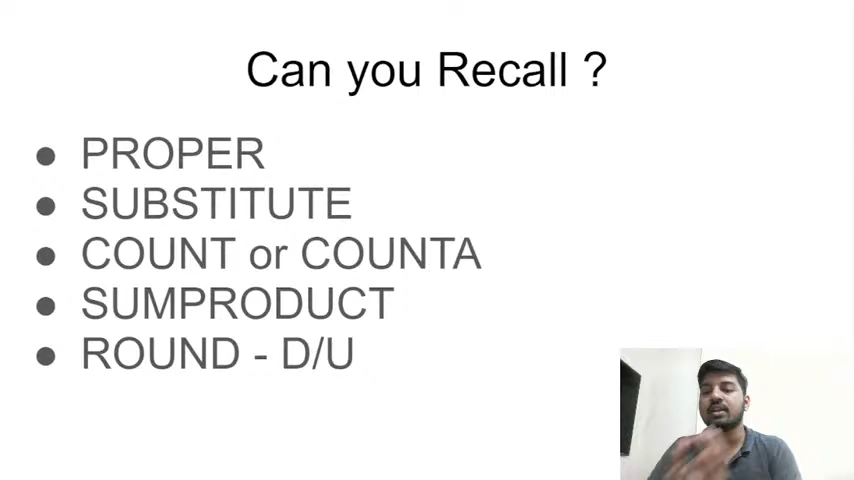 Can you Recall ?
● PROPER
● SUBSTITUTE
● COUNT or COUNTA
● SUMPRODUCT
● ROUND - D/U